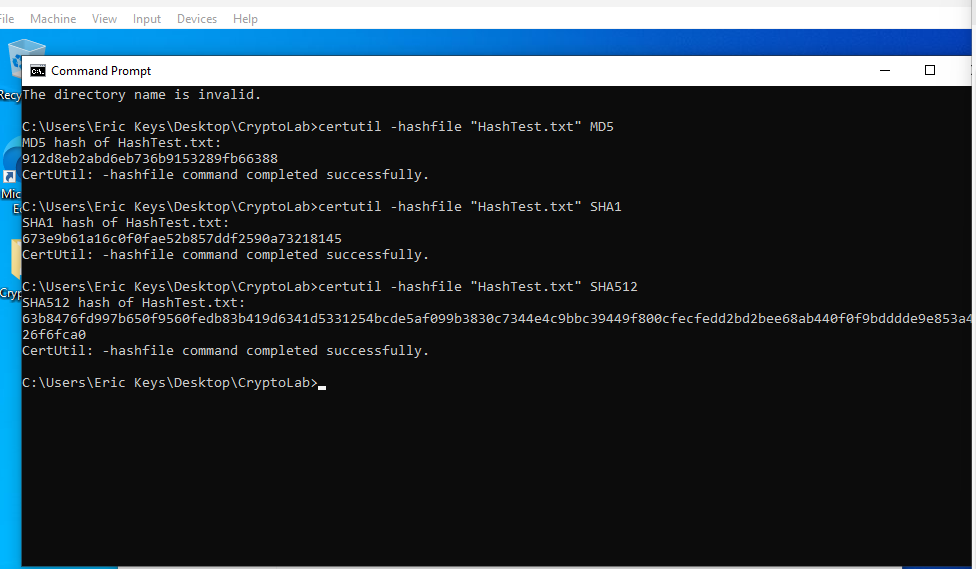 File Machine View Input Devices Help
Command Prompt
Recy
The directory name is invalid.
C:\Users\Eric Keys\Desktop\CryptoLab>certutil -hashfile "HashTest.txt" MD5
MD5 hash of HashTest.txt:
912d8eb2abd6eb736b9153289fb66388
CertUtil: -hashfile command completed successfully.
Mic
E
C:\Users\Eric Keys\Desktop\CryptoLab>certutil -hashfile "HashTest.txt" SHA1
SHA1 hash of HashTest.txt:
673e9b61a16c0f0fae52b857ddf2590a73218145
CertUtil: -hashfile command completed successfully.
C:\Users\Eric Keys\Desktop\CryptoLab>certutil -hashfile "HashTest.txt" SHA512
Cryp
SHA512 hash of HashTest.txt:
63b8476fd997b650f9560fedb83b419d6341d5331254bcde5af099b3830c7344e4c9bbc39449f800cfecfedd2bd2bee68ab440f0f9bdddde9e853a4
26f6fca0
CertUtil: -hashfile command completed successfully.
C:\Users\Eric Keys\Desktop\CryptoLab>